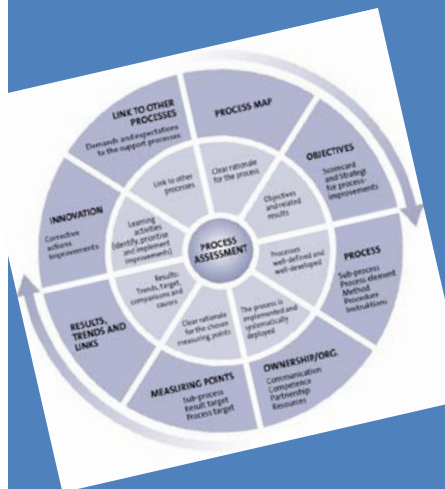 PROCESS MAP
OBJECTIVES
Scorecard
and Strategi
for process-
improvements
PROCESS
Sub-process
Process element
Method
Procedure
Instruktions
OWNERSHIP/ORG.
Communication
Competence
Partnership
Resources
MEASURING POINTS
Sub-process
Result target
Process target
RESULTS,
TRENDS AND
LINKS
INNOVATION
Corrective
actions
Improvements
LINK TO OTHER
PROCESSES
Demands and expectations
to the support processes
Clear rationale
for the process
Objectives
and related
results
Processes
well-defined and
well-developed
The process is
implemented and
systematically
deployed
Clear rationale
for the chosen
measuring points
Results:
Trends, target,
comparisons and
causes
Learning
activities
(identify, prioritise
and implement
improvements)
Link to other
processes
PROCESS
ASSESSMENT